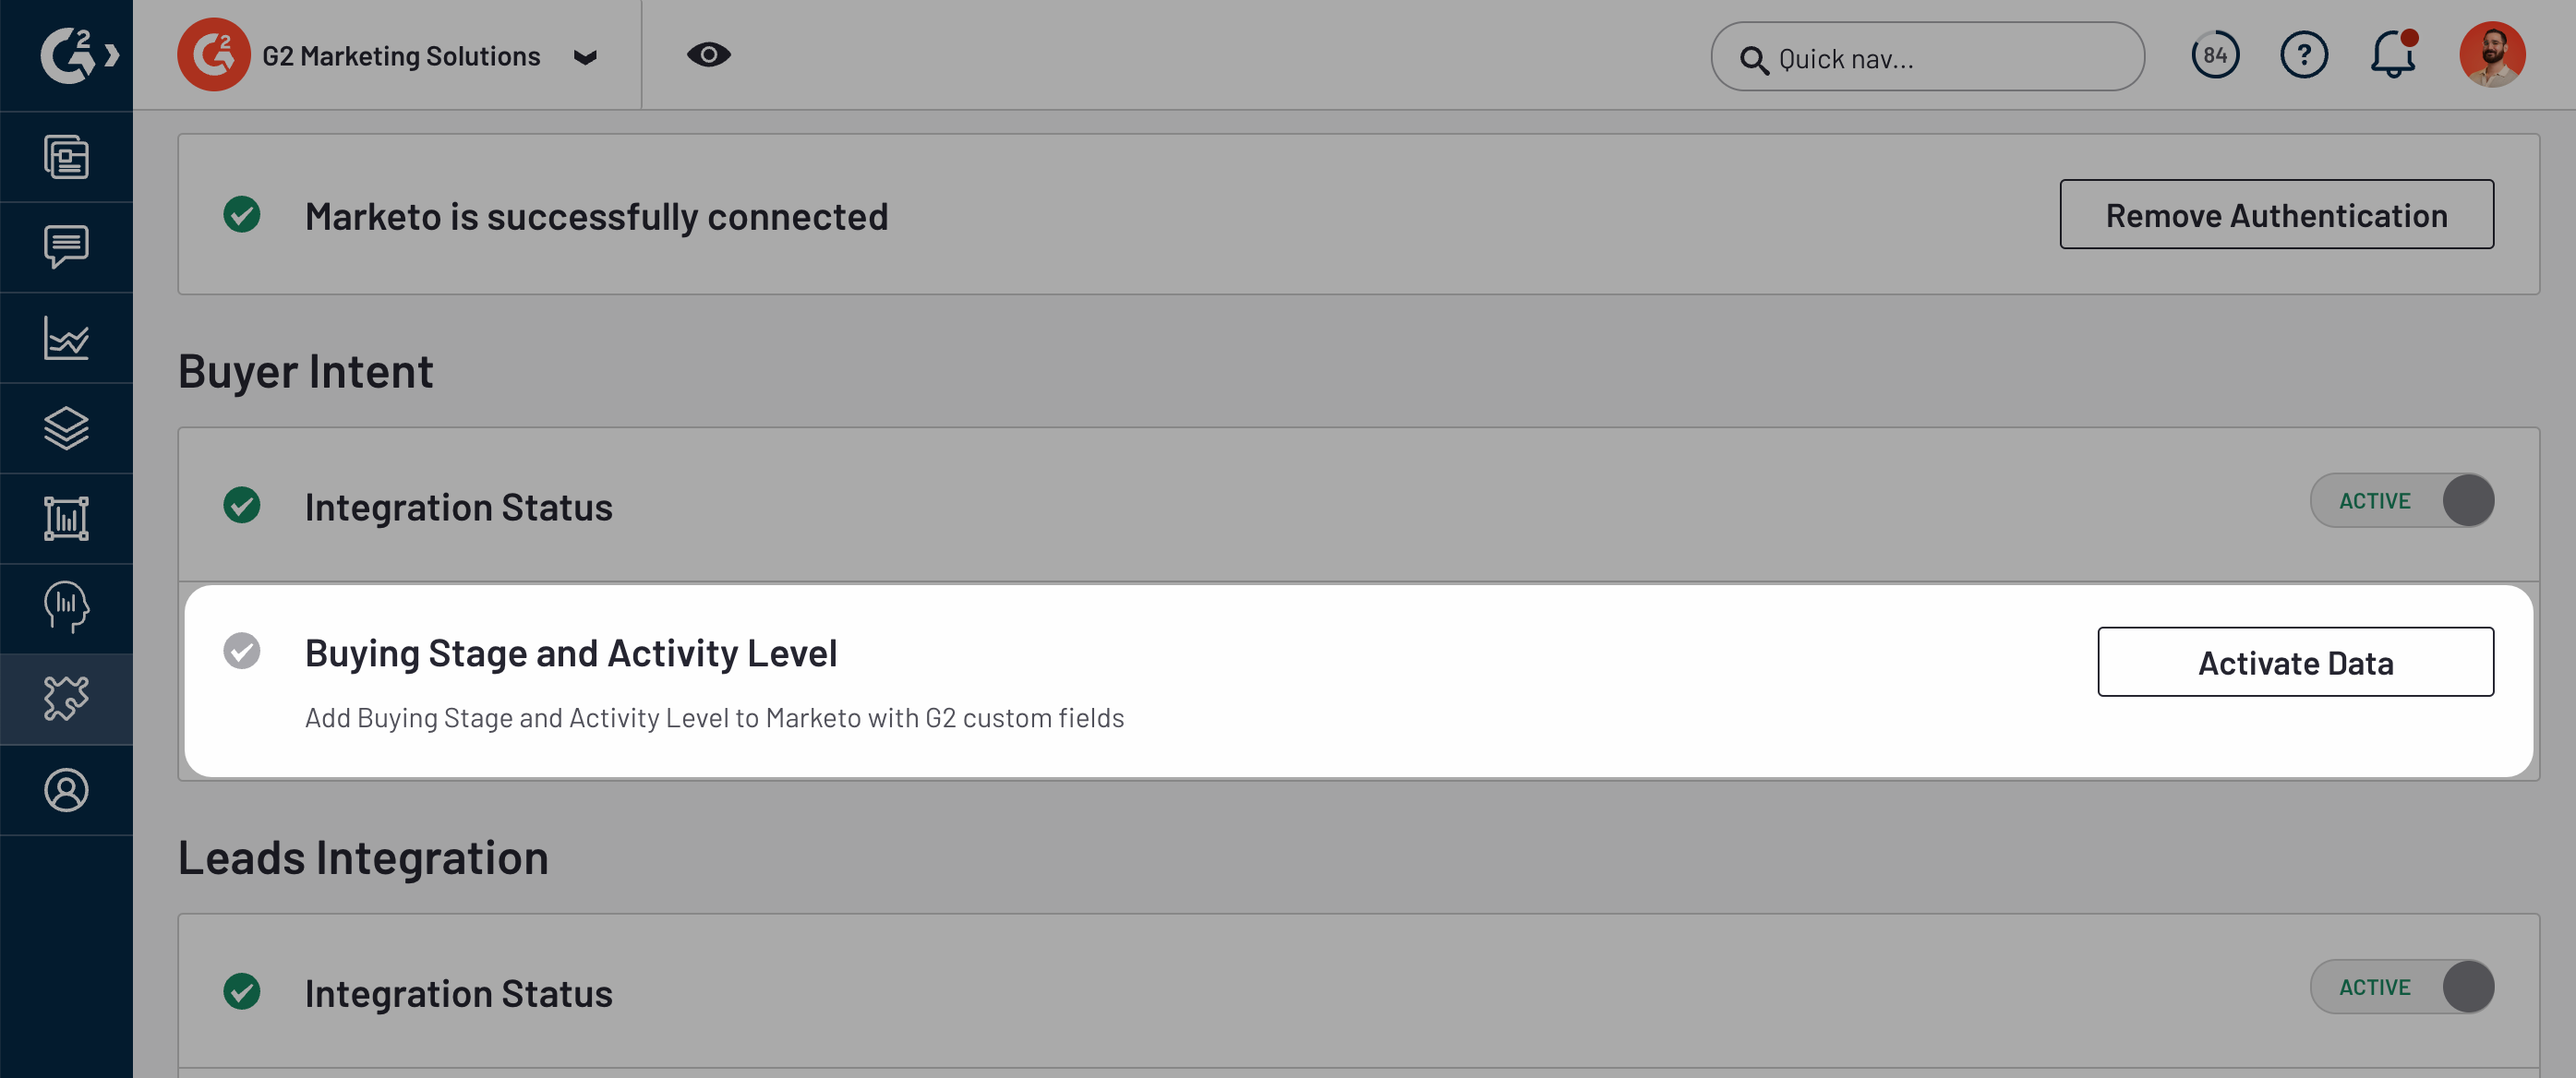 G2 Marketing Solutions
Quick nav...
84
?
Marketo is successfully connected
Remove Authentication
Buyer Intent
Integration Status
ACTIVE
Buying Stage and Activity Level
Activate Data
Add Buying Stage and Activity Level to Marketo with G2 custom fields
Leads Integration
Integration Status
ACTIVE